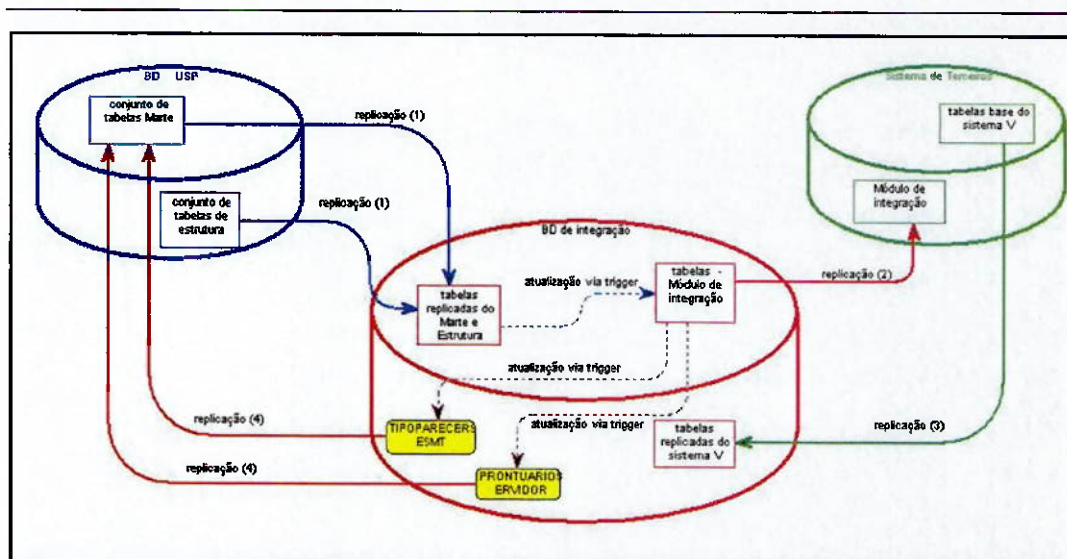 BD USP
Sistema de Terceiros
conjunto de
tabelas Marte
replicação (1)
tabelas base do
sistema V
conjunto de
tabelas de
estrutura
replicação (1)
Módulo de
integração
BD de integração
replicação (2)
tabelas
replicadas do
Marte e
Estrutura
atualização via trigger
tabelas -
Módulo de
integração
atualização via trigger
replicação (4)
TIPOPARECERS
ESMT
atualização via trigger
tabelas
replicadas do
sistema V
replicação (3)
replicação (4)
PRONTUARIOS
ERVIDOR